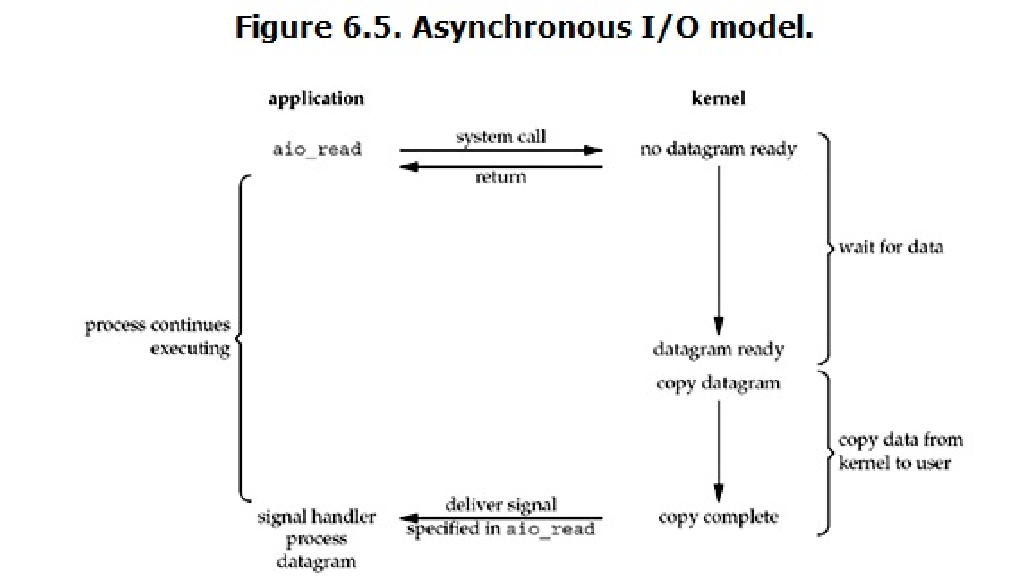 Figure 6.5. Asynchronous I/O model.
application
kernel
aio_read
system call
no datagram ready
return
wait for data
process continues
executing
datagram ready
copy datagram
copy data from
kernel to user
deliver signal
signal handler
copy complete
specified in aio_read
process
datagram